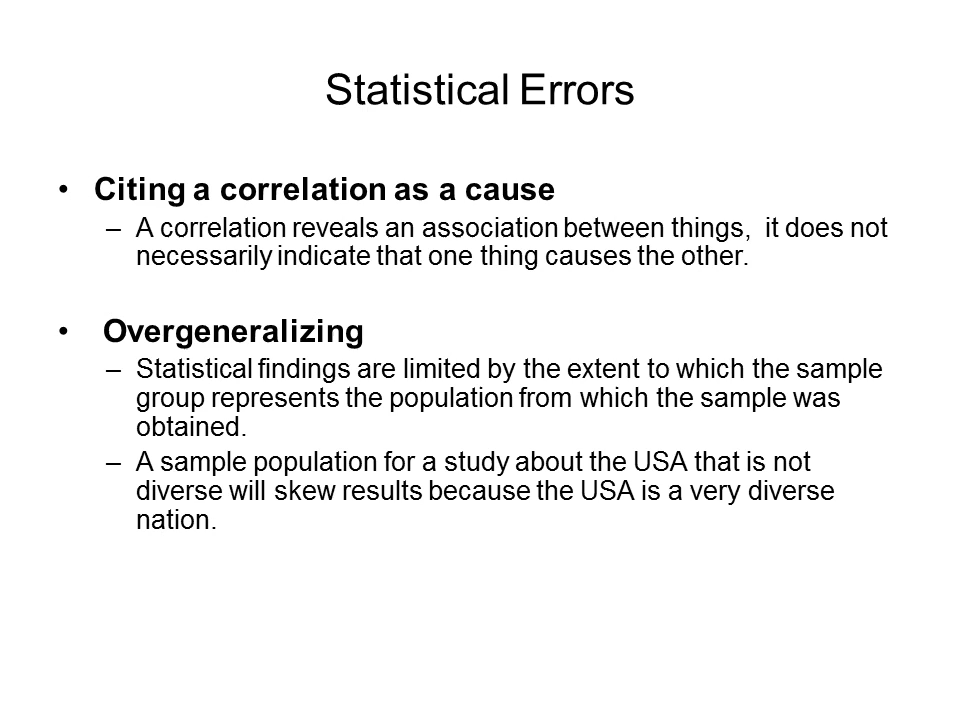 Statistical Errors
• Citing a correlation as a cause
– A correlation reveals an association between things,  it does not
necessarily indicate that one thing causes the other.
• Overgeneralizing
– Statistical findings are limited by the extent to which the sample
group represents the population from which the sample was
obtained.
– A sample population for a study about the USA that is not
diverse will skew results because the USA is a very diverse
nation.